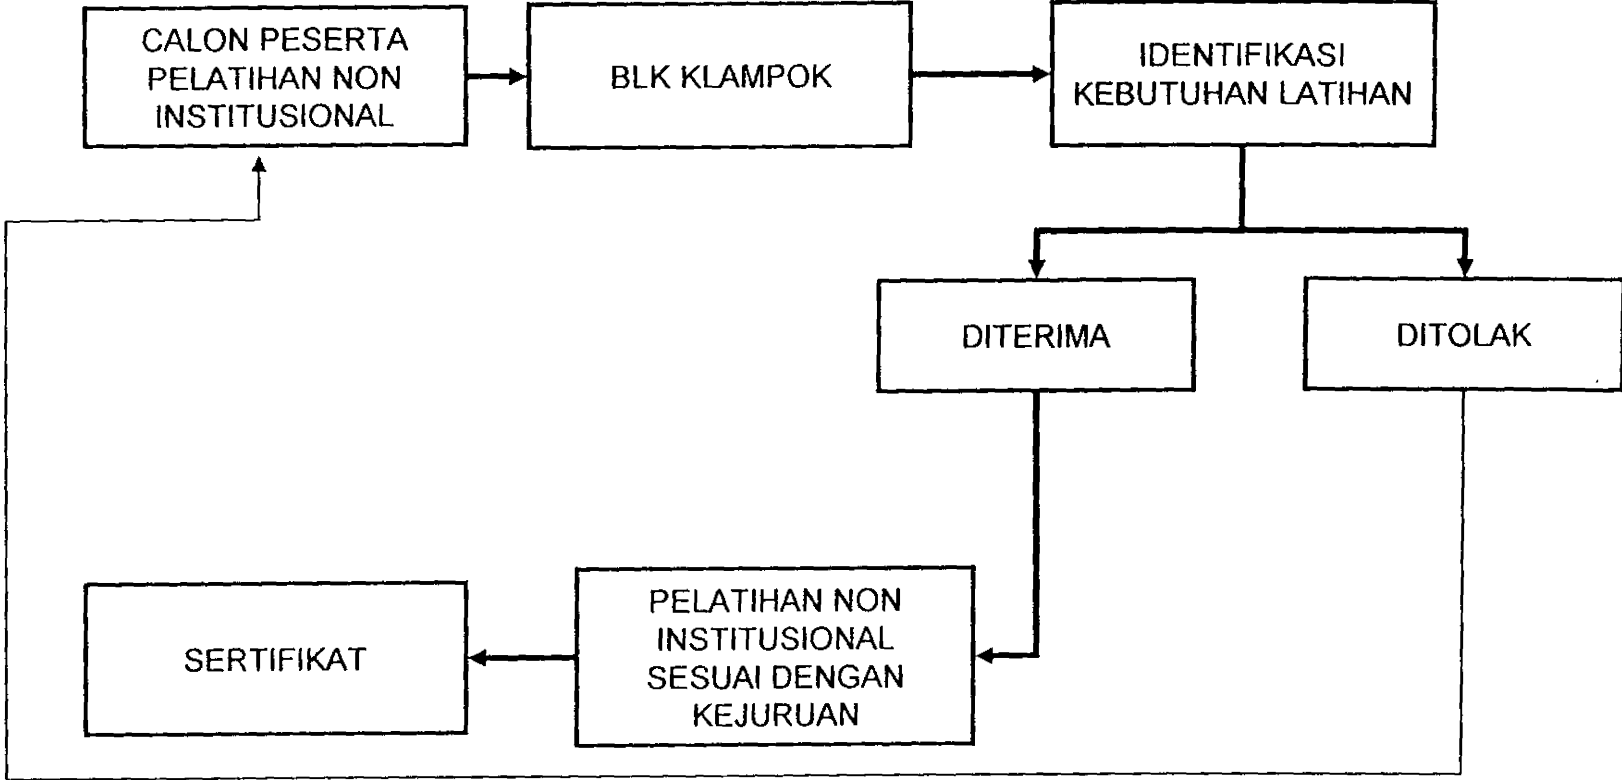 CALON PESERTA
PELATIHAN NON
INSTITUSIONAL
BLK KLAMPOK
IDENTIFIKASI
KEBUTUHAN LATIHAN
DITERIMA
DITOLAK
SERTIFIKAT
PELATIHAN NON
INSTITUSIONAL
SESUAI DENGAN
KEJURUAN